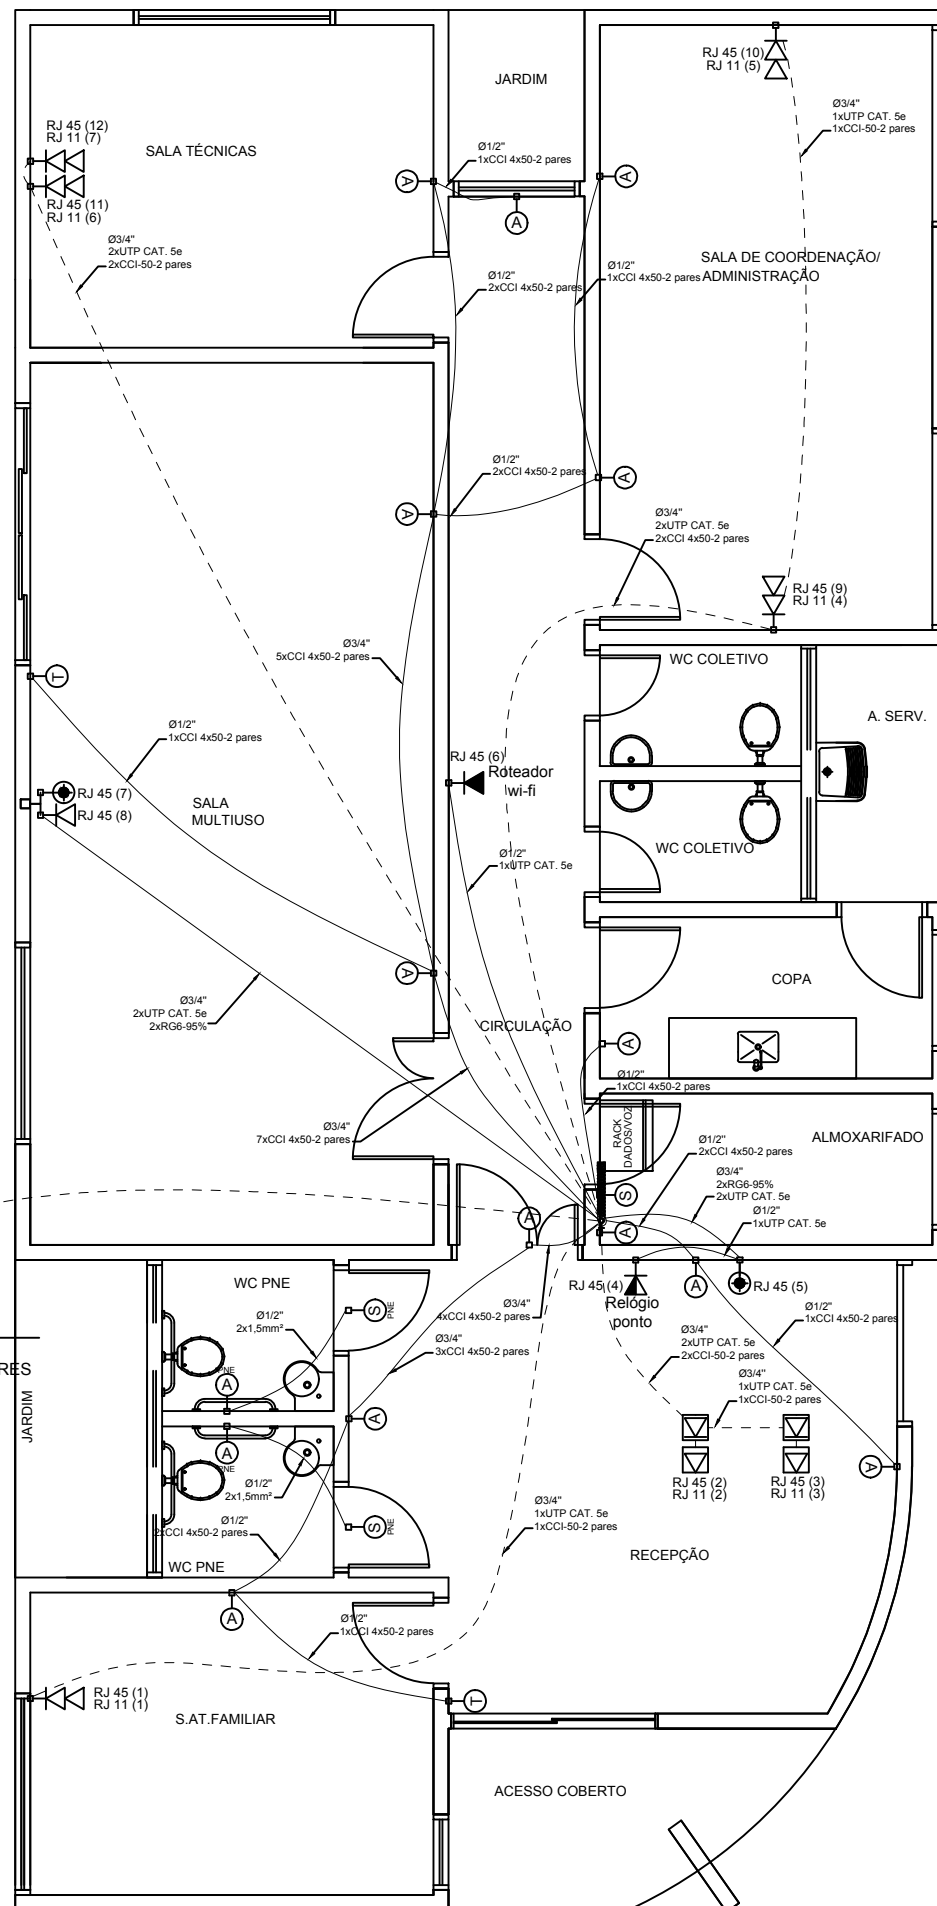 JARDIM
RJ 45 (10)
RJ 11 (5)
Ø3/4"
1xUTP CAT. 5e
1xCCI-50-2 pares
RJ 45 (12)
RJ 11 (7)
SALA TÉCNICAS
Ø1/2"
1xCCI 4x50-2 pares
A
A
A
RJ 45 (11)
RJ 11 (6)
Ø3/4"
2xUTP CAT. 5e
2xCCI-50-2 pares
SALA DE COORDENAÇÃO/
ADMINISTRAÇÃO
Ø1/2"
2xCCI 4x50-2 pares
Ø1/2"
1xCCI 4x50-2 pares
Ø1/2"
2xCCI 4x50-2 pares
A
A
Ø3/4"
2xUTP CAT. 5e
2xCCI 4x50-2 pares
RJ 45 (9)
RJ 11 (4)
Ø3/4"
5xCCI 4x50-2 pares
WC COLETIVO
T
A. SERV.
Ø1/2"
1xCCI 4x50-2 pares
RJ 45 (6)
Roteador
wi-fi
RJ 45 (7)
RJ 45 (8)
SALA
MULTIUSO
WC COLETIVO
Ø1/2"
1xUTP CAT. 5e
A
COPA
Ø3/4"
2xUTP CAT. 5e
2xRG6-95%
CIRCULAÇÃO
A
Ø1/2"
1xCCI 4x50-2 pares
Ø3/4"
7xCCI 4x50-2 pares
RACK
DADOS/VOZ
ALMOXARIFADO
Ø1/2"
2xCCI 4x50-2 pares
Ø3/4"
2xRG6-95%
2xUTP CAT. 5e
S
Ø1/2"
1xUTP CAT. 5e
A
A
WC PNE
RJ 45 (4)
Relógio
ponto
A
RJ 45 (5)
Ø1/2"
2x1,5mm²
S
PNE
Ø3/4"
4xCCI 4x50-2 pares
Ø1/2"
1xCCI 4x50-2 pares
Ø3/4"
3xCCI 4x50-2 pares
Ø3/4"
2xUTP CAT. 5e
2xCCI-50-2 pares
Ø3/4"
1xUTP CAT. 5e
1xCCI-50-2 pares
RES
JARDIM
PNE
A
A
A
PNE
A
RJ 45 (2)
RJ 11 (2)
RJ 45 (3)
RJ 11 (3)
Ø1/2"
2x1,5mm²
Ø3/4"
1xUTP CAT. 5e
1xCCI-50-2 pares
Ø1/2"
2xCCI 4x50-2 pares
S
PNE
RECEPÇÃO
WC PNE
A
Ø1/2"
1xCCI 4x50-2 pares
RJ 45 (1)
RJ 11 (1)
T
S.AT.FAMILIAR
ACESSO COBERTO